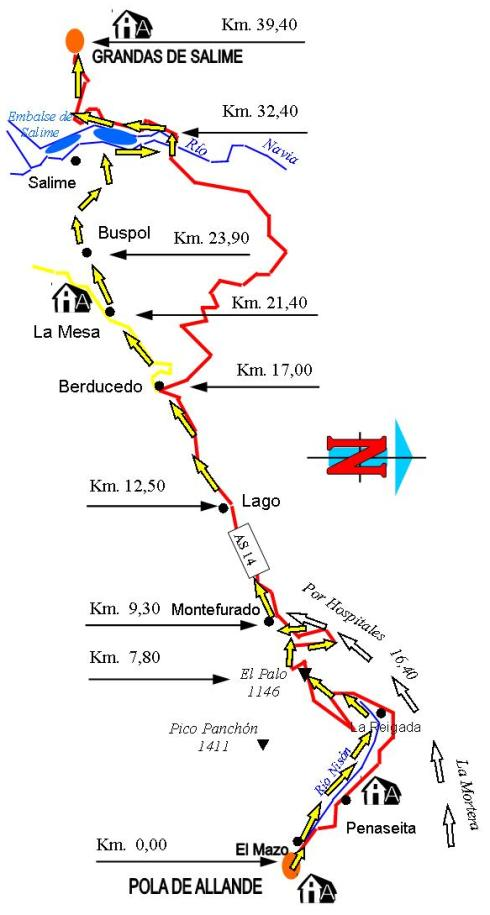 Km. 39,40
A
GRANDAS DE SALIME
Km. 32,40
Embalse de
Salime
Río
Navia
Salime
Buspol
Km. 23,90
A
Km. 21,40
La Mesa
Km. 17,00
Berducedo
N
Km. 12,50
Lago
AS 14
Por Hospitales
16,40
Km. 9,30
Montefurado
Km. 7,80
El Palo
1146
La Reigada
Pico Panchón
1411
Río Nisón
La Mortera
A
Penaseita
Km. 0,00
El Mazo
POLA DE ALLANDE
A